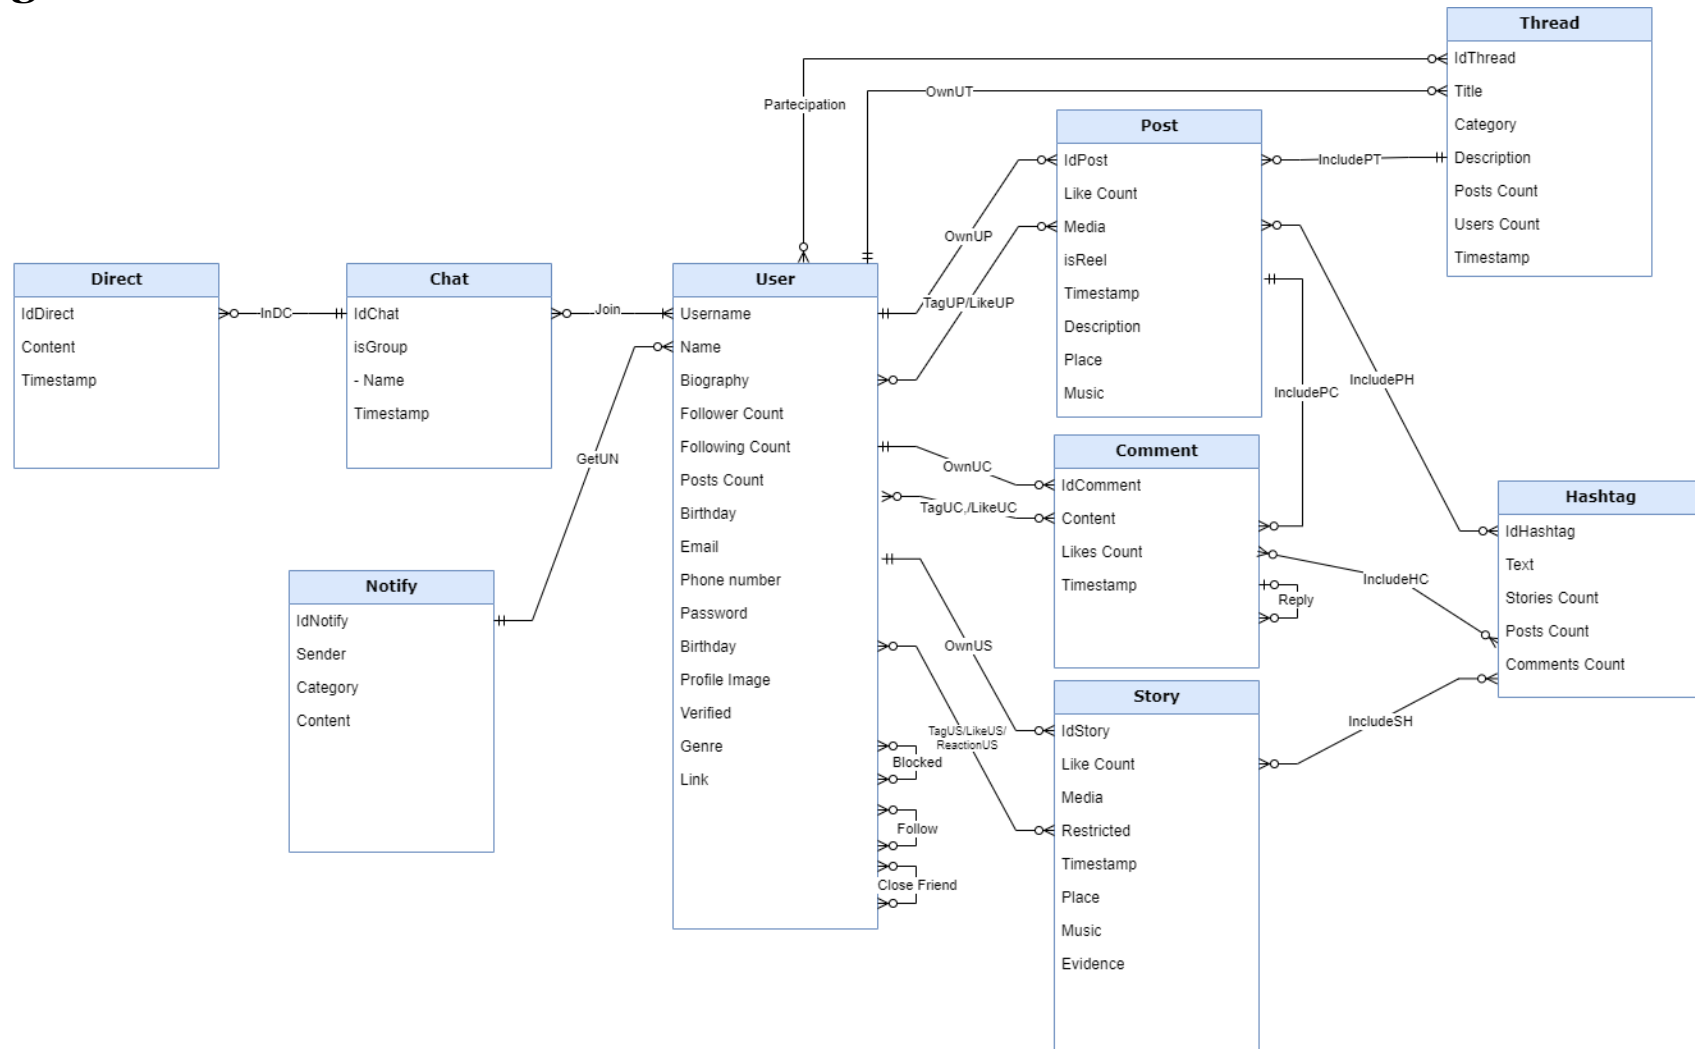 g
Thread
IdThread
Title
Category
Description
Posts Count
Users Count
Timestamp
Partecipation
OwnUT
Post
IdPost
Like Count
Media
isReel
Timestamp
Description
Place
Music
IncludePT
OwnUP
TagUP/LikeUP
IncludePH
IncludePC
Direct
IdDirect
Content
Timestamp
InDC
Chat
IdChat
isGroup
- Name
Timestamp
Join
User
Username
Name
Biography
Follower Count
Following Count
Posts Count
Birthday
Email
Phone number
Password
Birthday
Profile Image
Verified
Genre
Link
Blocked
Follow
Close Friend
GetUN
Notify
IdNotify
Sender
Category
Content
OwnUC
TagUC,/LikeUC
OwnUS
TagUS/LikeUS/
ReactionUS
Comment
IdComment
Content
Likes Count
Timestamp
Reply
IncludeHC
IncludeSH
Hashtag
IdHashtag
Text
Stories Count
Posts Count
Comments Count
Story
IdStory
Like Count
Media
Restricted
Timestamp
Place
Music
Evidence